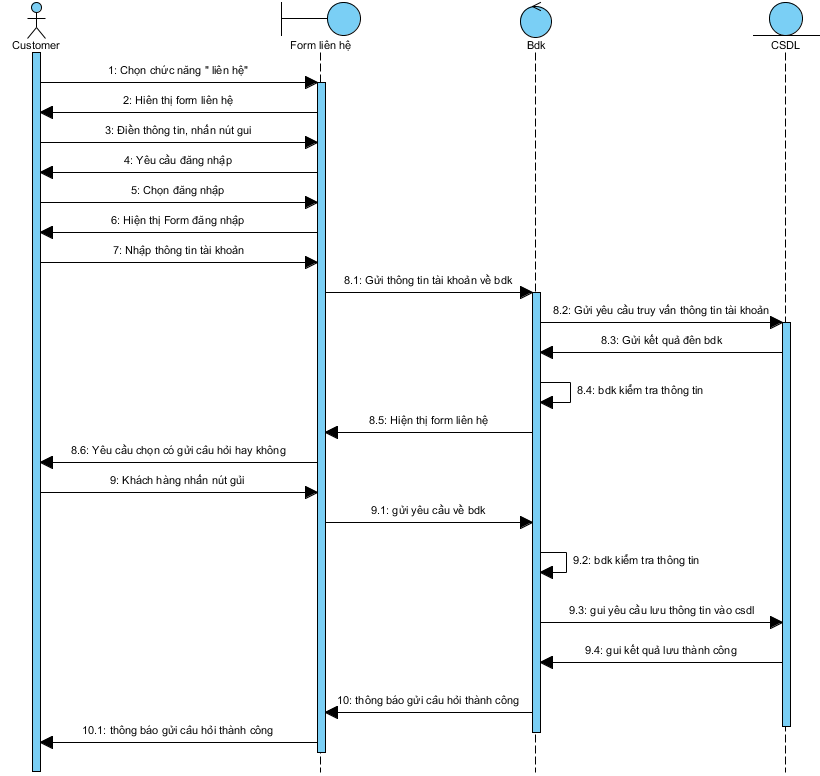 Customer
Form liên hệ
Bdk
CSDL
1: Chọn chức năng " liên hệ"
2: Hiên thị form liên hệ
3: Điền thông tin, nhấn nút gui
4: Yêu cầu đăng nhập
5: Chọn đăng nhập
6: Hiện thị Form đăng nhập
7: Nhập thông tin tài khoản
8.1: Gửi thông tin tài khoản về bdk
8.2: Gửi yêu cầu truy vấn thông tin tài khoản
8.3: Gửi kết quả đên bdk
8.4: bdk kiểm tra thông tin
8.5: Hiện thị form liên hệ
8.6: Yêu cầu chọn có gửi câu hỏi hay không
9: Khách hàng nhấn nút gủi
9.1: gửi yêu cầu về bdk
9.2: bdk kiểm tra thông tin
9.3: gui yêu cầu lưu thông tin vào csdl
9.4: gui kết quả lưu thành công
10: thông báo gửi câu hỏi thành công
10.1: thông báo gửi câu hỏi thành công